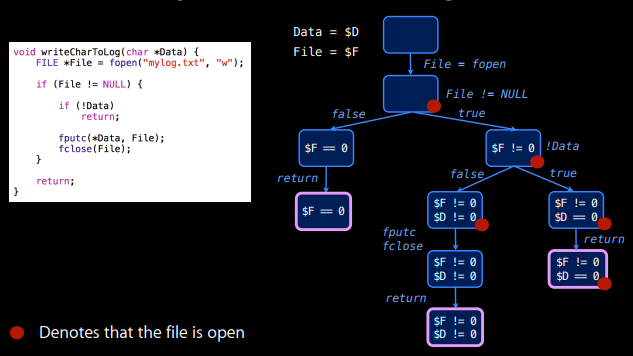 void writeCharToLog(char *Data) {
FILE *File = fopen("mylog.txt", "w");
if (File != NULL) {
if (!Data)
return;
fputc(*Data, File);
fclose(File);
}
return;
}
Data = $D
File = $F
File = fopen
File != NULL
false
true
$F == 0
$F != 0
!Data
return
false
true
$F == 0
$F != 0
$D != 0
$F != 0
$D == 0
fputc
fclose
return
$F != 0
$D != 0
$F != 0
$D == 0
return
$F != 0
$D != 0
Denotes that the file is open